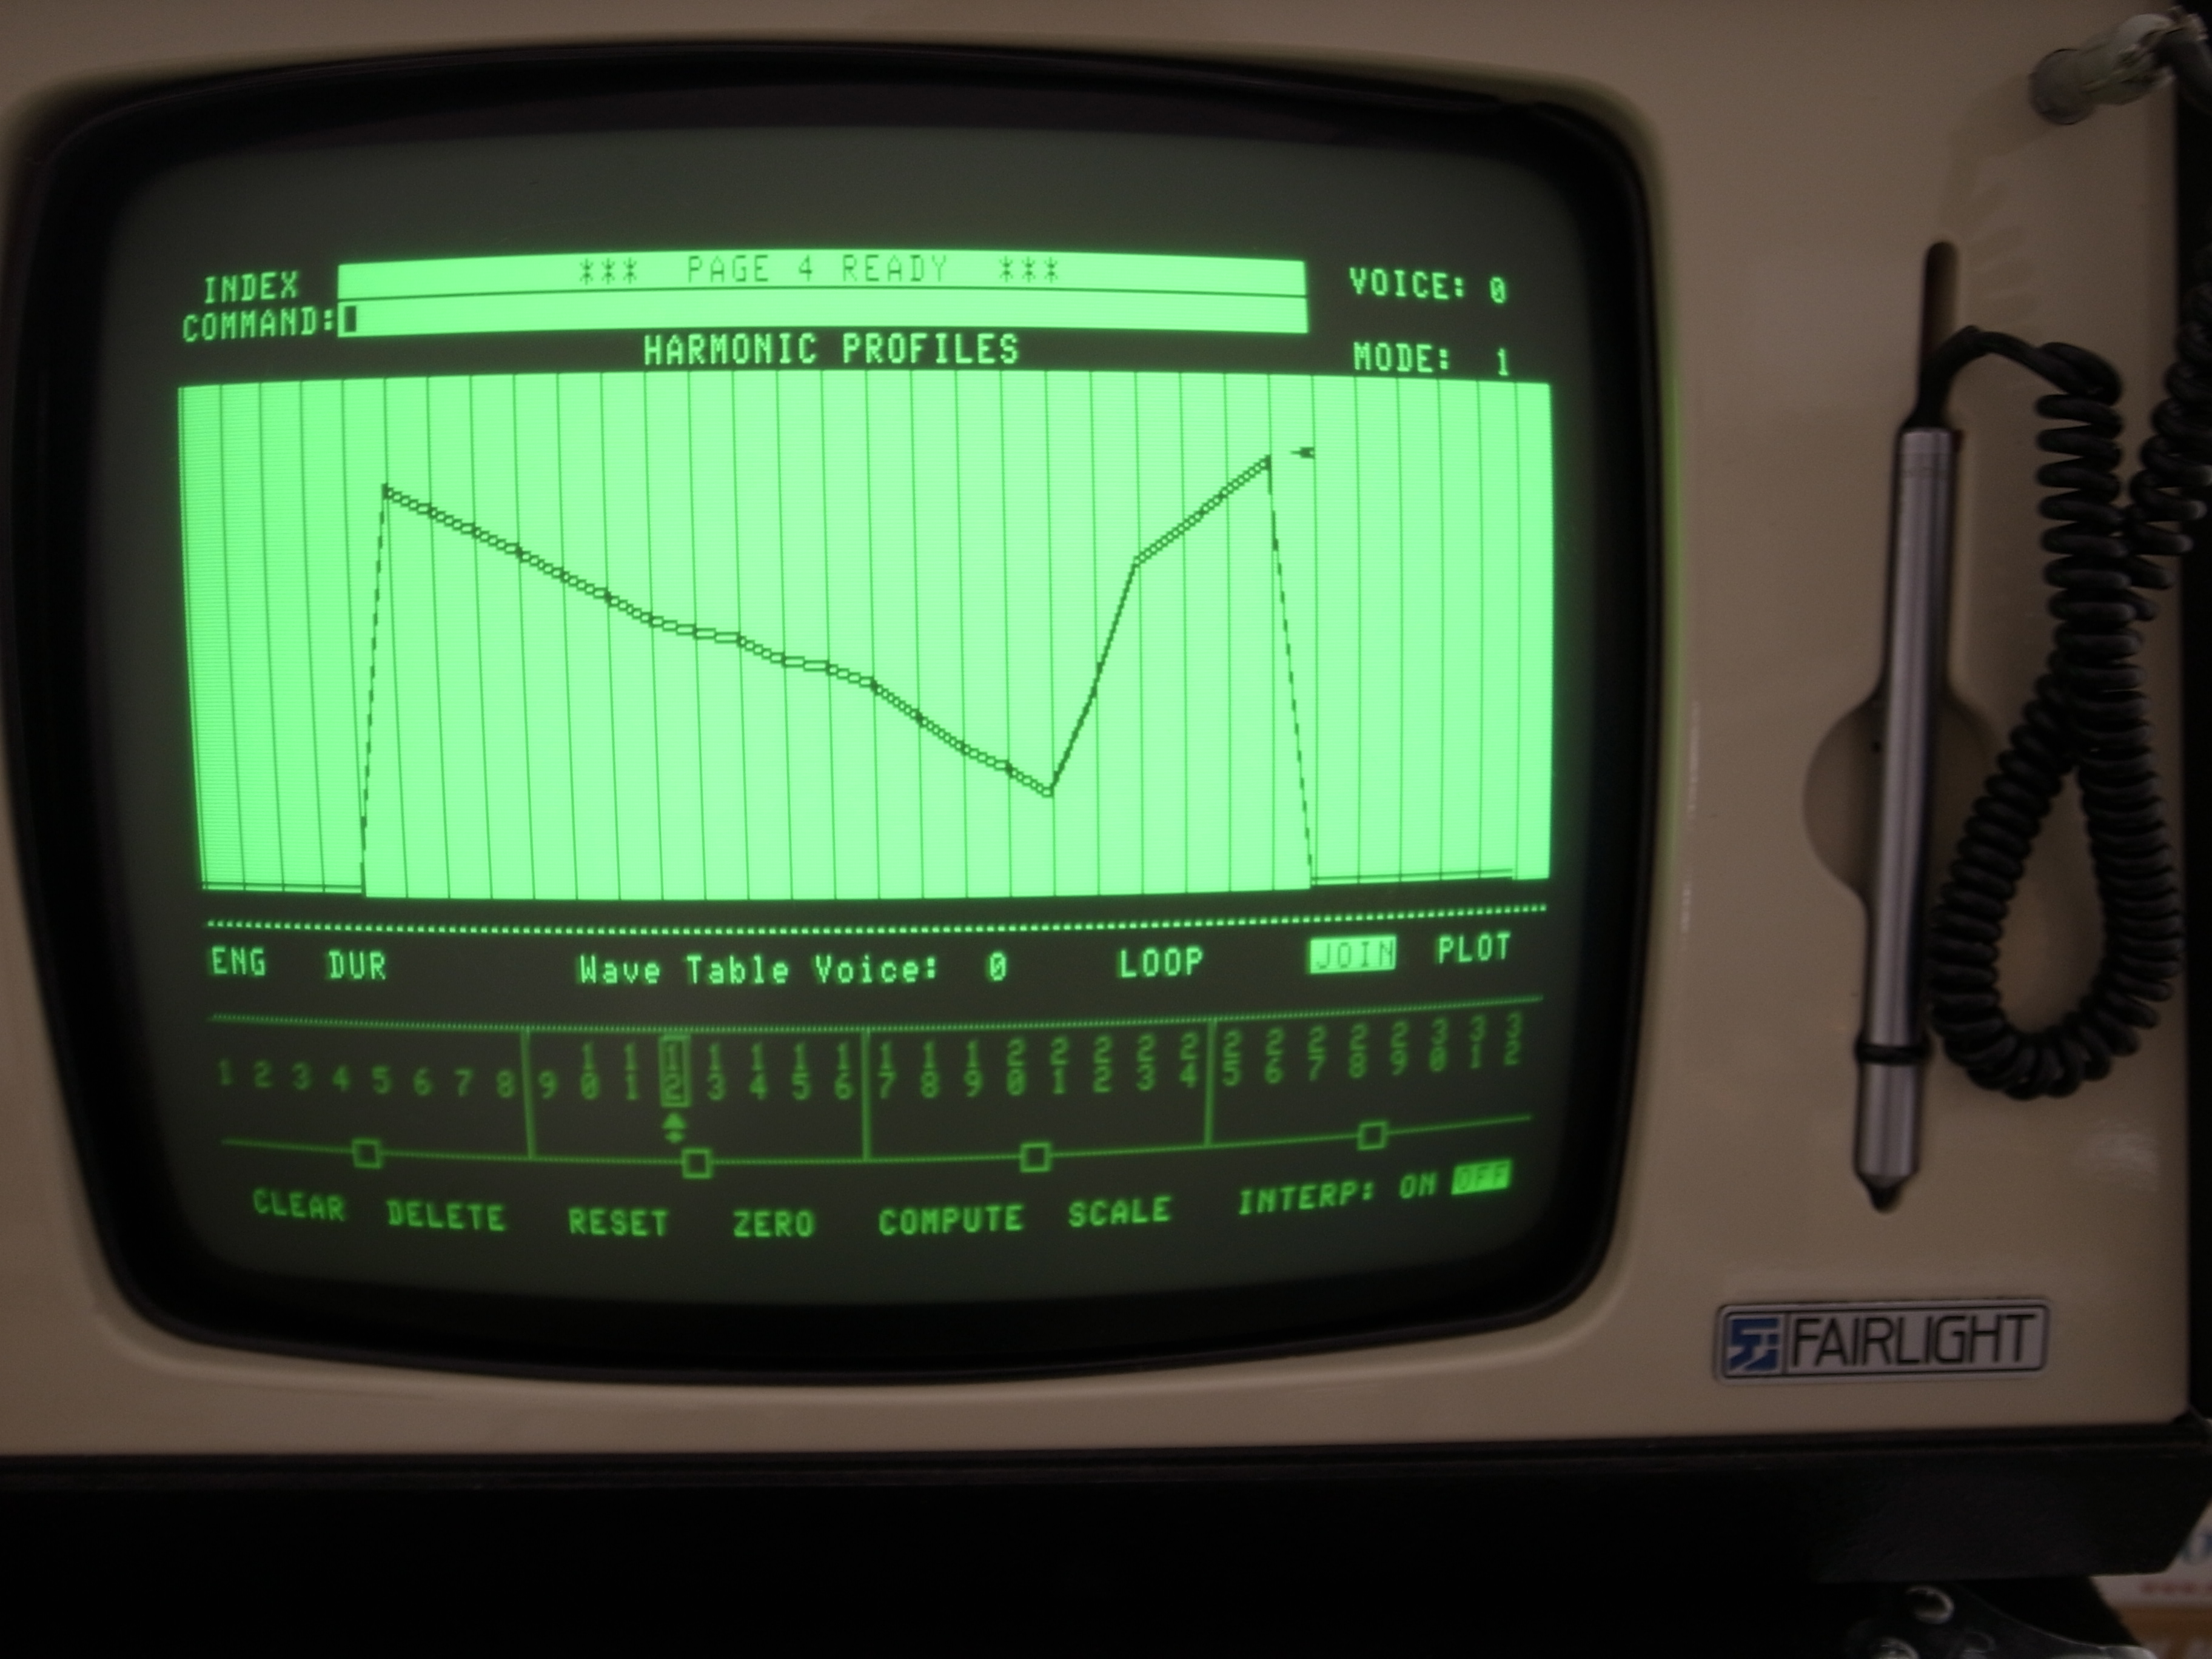 INDEX *** PAGE 4 READY *** VOICE: 0
COMMAND:
HARMONIC PROFILES MODE: 1
ENG DUR Wave Table Voice: 0 LOOP JOIN PLOT
1 2 3 4 5 6 7 8 9 10 11 12 13 14 15 16 17 18 19 20 21 22 23 24 25 26 27 28 29 30 31 32
CLEAR DELETE RESET ZERO COMPUTE SCALE INTERP: ON OFF
FAIRLIGHT